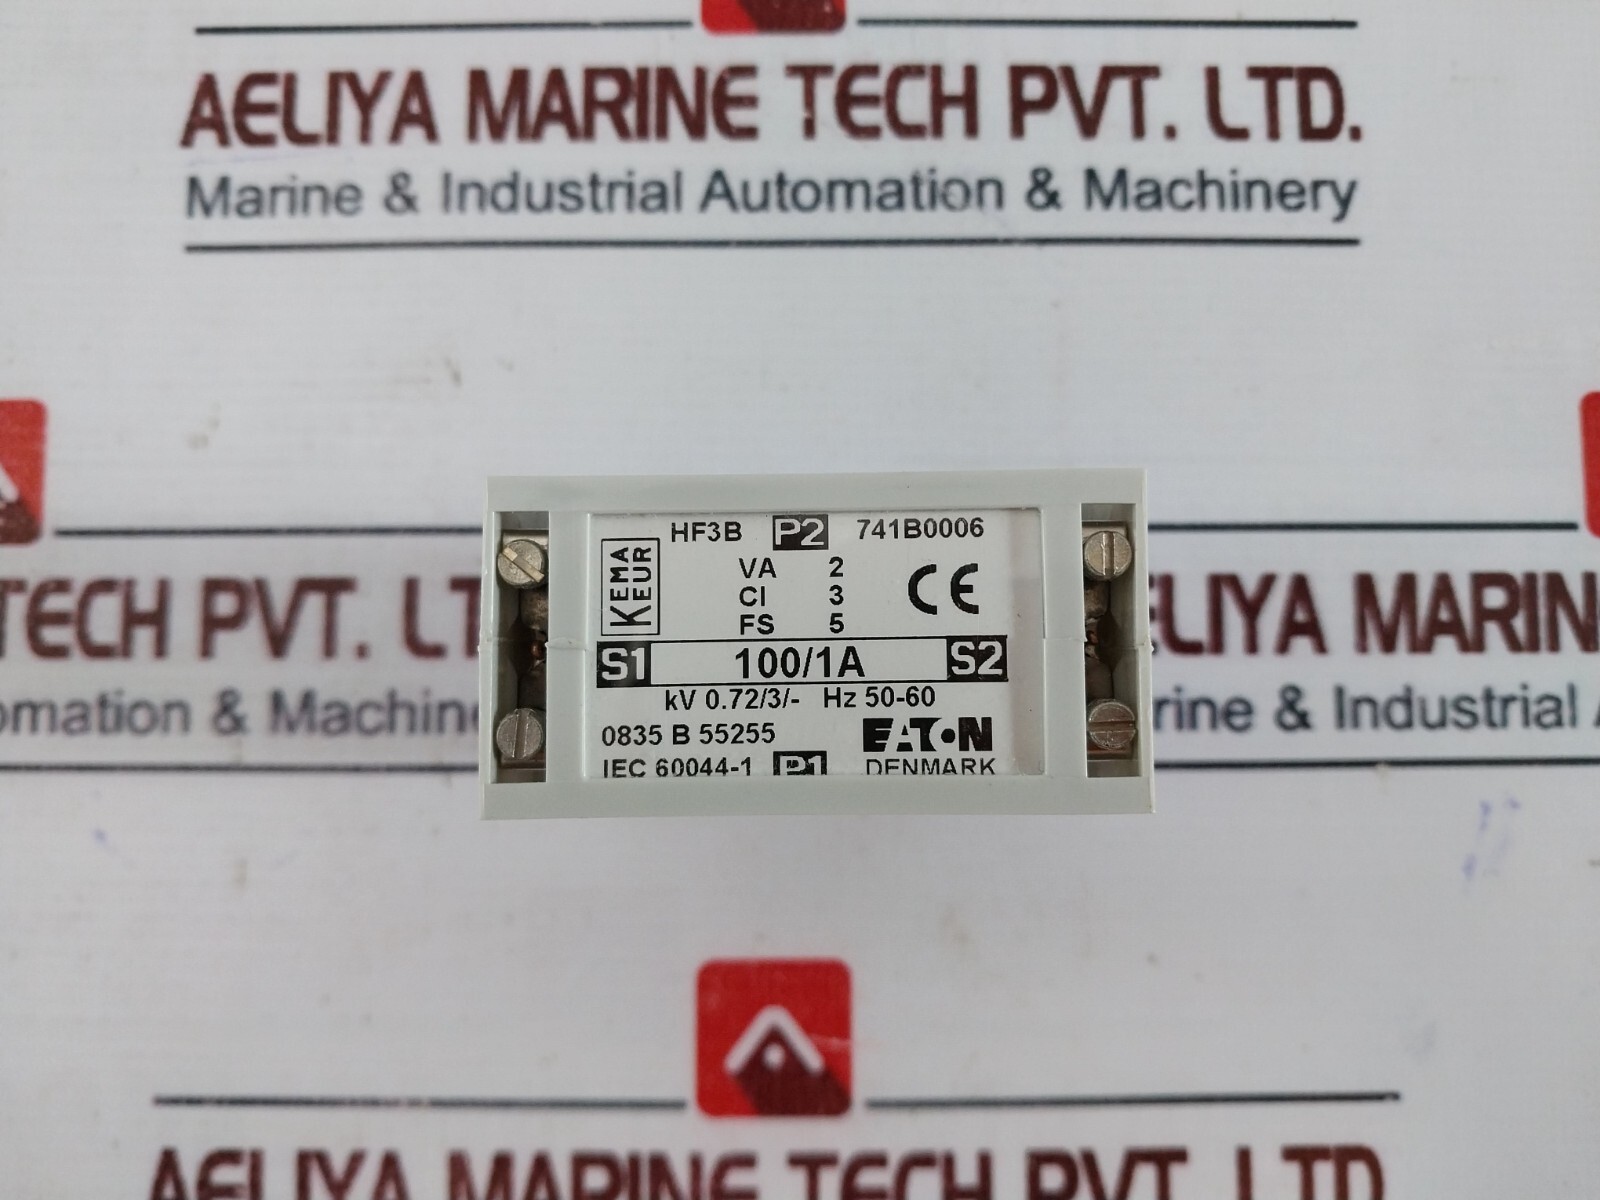 AELIYA MARINE TECH PVT. LTD.
Marine & Industrial Automation & Machinery
HF3B P2 741B0006
KEMA KEUR
VA 2
CI 3
FS 5
CE
S1 100/1A S2
kV 0.72/3/- Hz 50-60
0835 B 55255 EATON
IEC 60044-1 P1 DENMARK
TECH PVT. LT
omation & Machine
ELIYA MARIN
rine & Industrial
AELIYA MARINE TECH PVT. LTD.